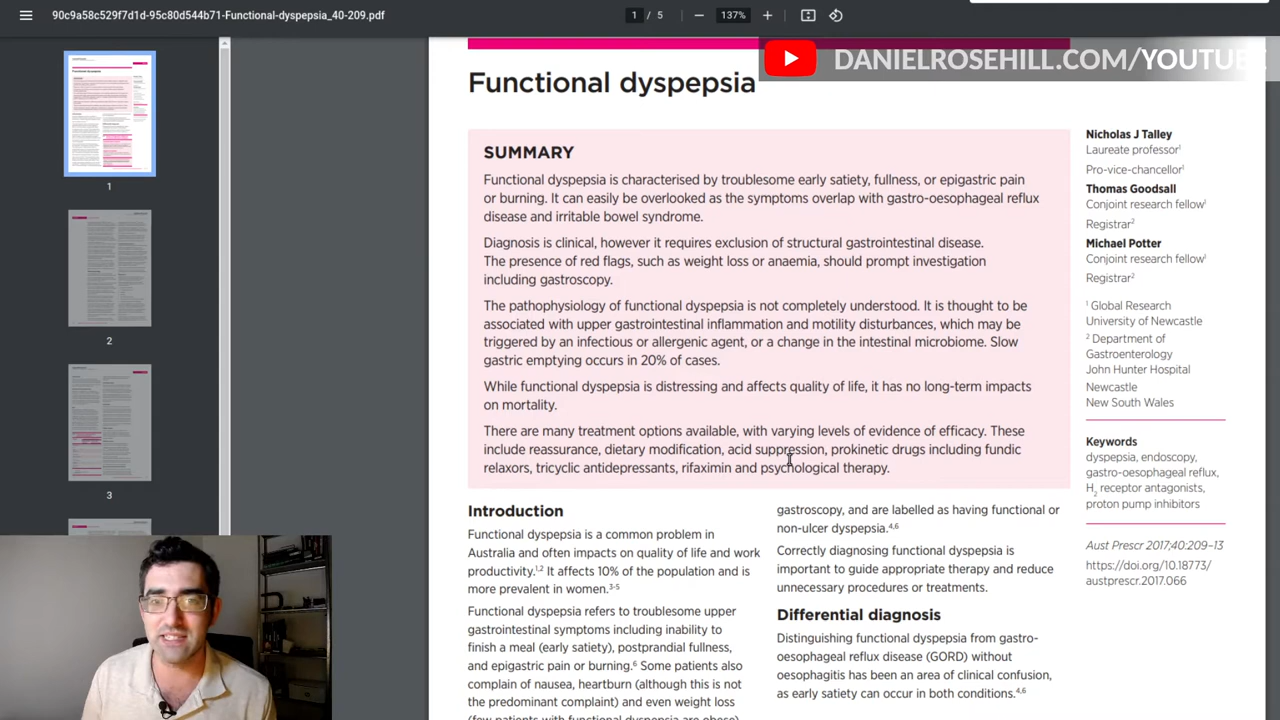 90c9a58c529f7d1d-95c80d544b71-Functional-dyspepsia_40-209.pdf
1 / 5
137%
DANIELROSEHILL.COM/YOUTUBE
1
2
3
Functional dyspepsia
SUMMARY
Functional dyspepsia is characterised by troublesome early satiety, fullness, or epigastric pain
or burning. It can easily be overlooked as the symptoms overlap with gastro-oesophageal reflux
disease and irritable bowel syndrome.
Diagnosis is clinical, however it requires exclusion of structural gastrointestinal disease.
The presence of red flags, such as weight loss or anaemia, should prompt investigation
including gastroscopy.
The pathophysiology of functional dyspepsia is not completely understood. It is thought to be
associated with upper gastrointestinal inflammation and motility disturbances, which may be
triggered by an infectious or allergenic agent, or a change in the intestinal microbiome. Slow
gastric emptying occurs in 20% of cases.
While functional dyspepsia is distressing and affects quality of life, it has no long-term impacts
on mortality.
There are many treatment options available, with varying levels of evidence of efficacy. These
include reassurance, dietary modification, acid suppression, prokinetic drugs including fundic
relaxors, tricyclic antidepressants, rifaximin and psychological therapy.
Introduction
Functional dyspepsia is a common problem in
Australia and often impacts on quality of life and work
productivity.1,2 It affects 10% of the population and is
more prevalent in women.3-5
Functional dyspepsia refers to troublesome upper
gastrointestinal symptoms including inability to
finish a meal (early satiety), postprandial fullness,
and epigastric pain or burning.6 Some patients also
complain of nausea, heartburn (although this is not
the predominant complaint) and even weight loss
(few patients with functional dyspepsia are obese)
gastroscopy, and are labelled as having functional or
non-ulcer dyspepsia.4,6
Correctly diagnosing functional dyspepsia is
important to guide appropriate therapy and reduce
unnecessary procedures or treatments.
Differential diagnosis
Distinguishing functional dyspepsia from gastro-
oesophageal reflux disease (GORD) without
oesophagitis has been an area of clinical confusion,
as early satiety can occur in both conditions.4,6
Nicholas J Talley
Laureate professor1
Pro-vice-chancellor1
Thomas Goodsall
Conjoint research fellow1
Registrar2
Michael Potter
Conjoint research fellow1
Registrar2
1 Global Research
University of Newcastle
2 Department of
Gastroenterology
John Hunter Hospital
Newcastle
New South Wales
Keywords
dyspepsia, endoscopy,
gastro-oesophageal reflux,
H2 receptor antagonists,
proton pump inhibitors
Aust Prescr 2017;40:209–13
https://doi.org/10.18773/
austprescr.2017.066